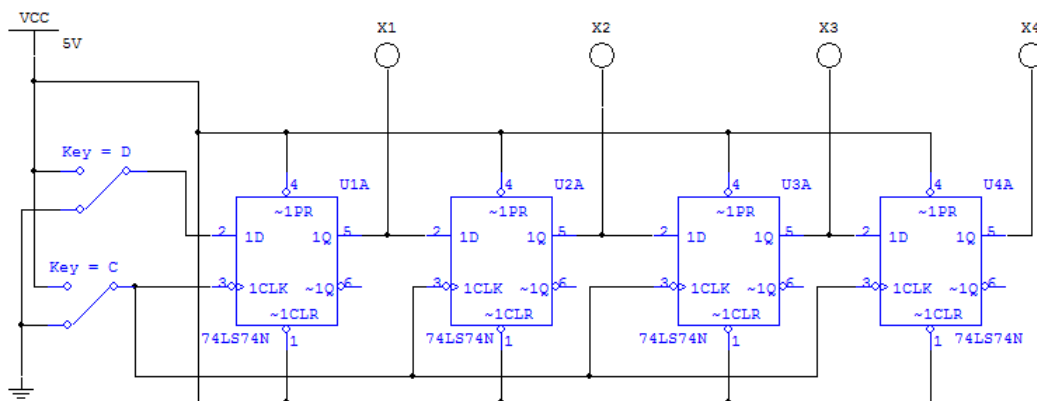 VCC
5V
X1
X2
X3
X4
Key = D
Key = C
4
U1A
~1PR
2
1D
1Q
5
3
1CLK
~1Q
6
~1CLR
74LS74N
1
4
U2A
~1PR
2
1D
1Q
5
3
1CLK
~1Q
6
~1CLR
74LS74N
1
4
U3A
~1PR
2
1D
1Q
5
3
1CLK
~1Q
6
~1CLR
74LS74N
1
4
U4A
~1PR
2
1D
1Q
5
3
1CLK
~1Q
6
~1CLR
1
74LS74N